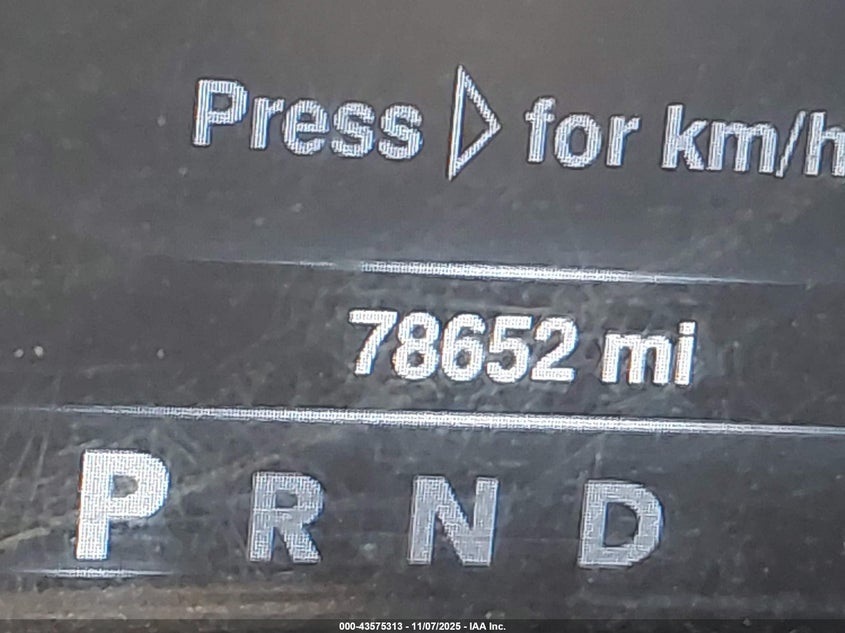 Press ▷ for km/h
78652 mi
P R N D
000-43575313 - 11/07/2025 - IAA Inc.